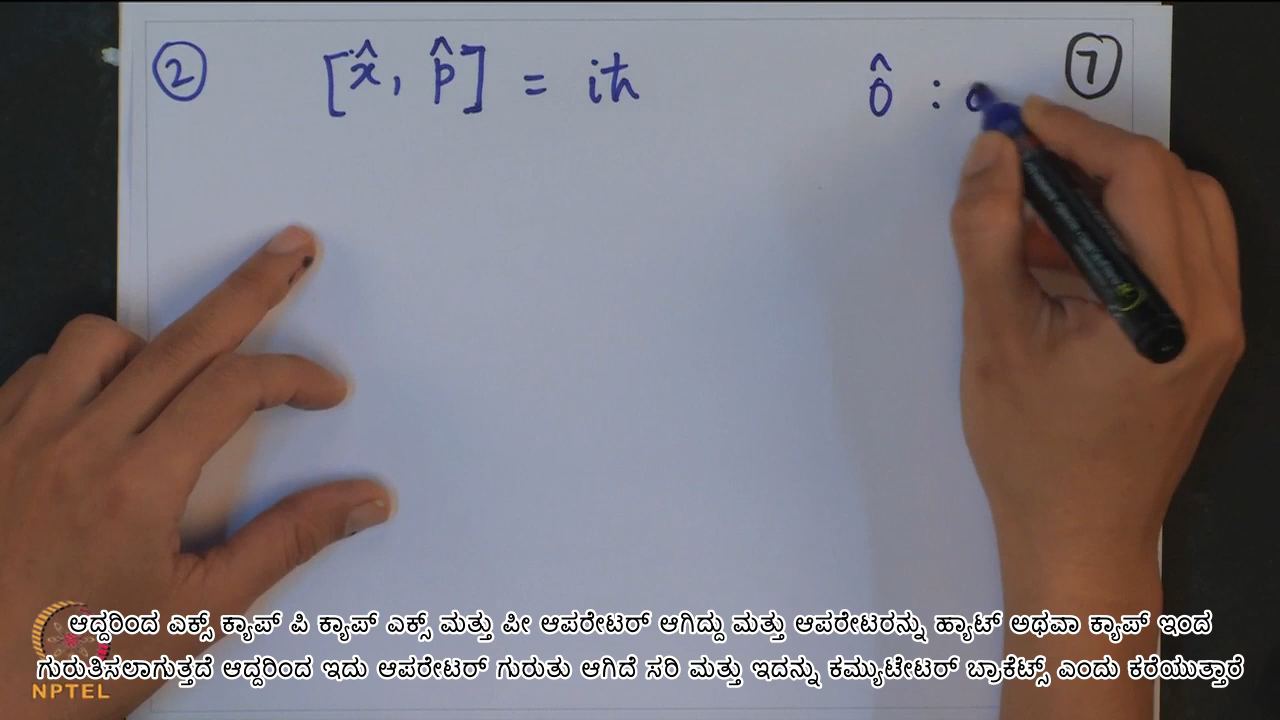 ② [x̂, p̂] = iħ ô : o ⑦
ಆದ್ದರಿಂದ ಎಕ್ಸ್ ಕ್ಯಾಪ್ ಪಿ ಕ್ಯಾಪ್ ಎಕ್ಸ್ ಮತ್ತು ಪೀ ಆಪರೇಟರ್ ಆಗಿದ್ದು ಮತ್ತು ಆಪರೇಟರನ್ನು ಹ್ಯಾಟ್ ಅಥವಾ ಕ್ಯಾಪ್ ಇಂದ
ಗುರುತಿಸಲಾಗುತ್ತದೆ ಆದ್ದರಿಂದ ಇದು ಆಪರೇಟರ್ ಗುರುತು ಆಗಿದೆ ಸರಿ ಮತ್ತು ಇದನ್ನು ಕಮ್ಯುಟೇಟರ್ ಬ್ರಾಕೆಟ್ಸ್ ಎಂದು ಕರೆಯುತ್ತಾರೆ
NPTEL